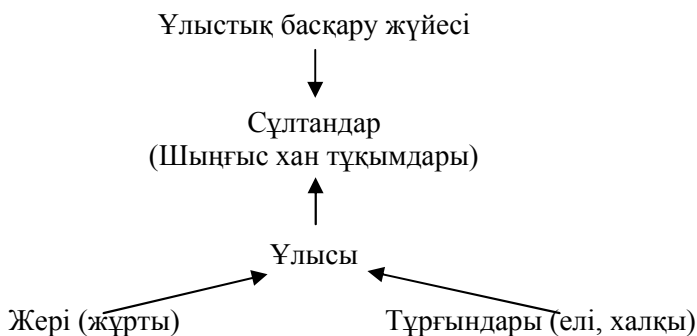 Ұлыстық басқару жүйесі
Сұлтандар
(Шыңғыс хан тұқымдары)
Ұлысы
Жері (жұрты)
Тұрғындары (елі, халқы)